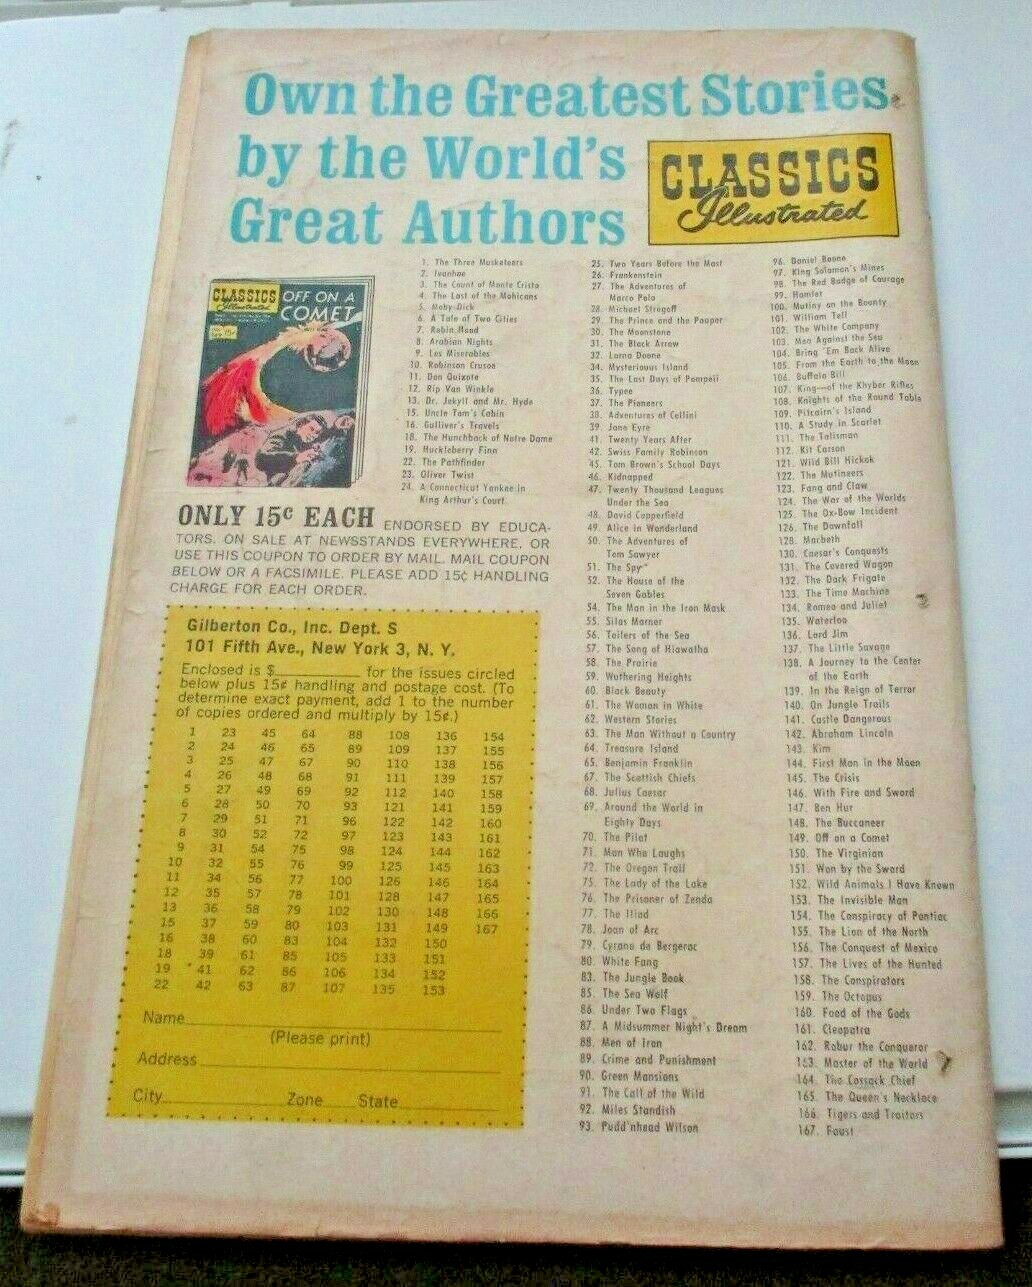 Own the Greatest Stories
by the World's
Great Authors
CLASSICS
Illustrated
CLASSICS
Illustrated
OFF ON A
COMET
15¢
1. The Three Musketeers
2. Ivanhoe
3. The Count of Monte Cristo
4. The Last of the Mohicans
5. Moby-Dick
6. A Tale of Two Cities
7. Robin Hood
8. Arabian Nights
9. Les Miserables
10. Robinson Crusoe
11. Don Quixote
12. Rip Van Winkle
13. Dr. Jekyll and Mr. Hyde
15. Uncle Tom's Cabin
16. Gulliver's Travels
18. The Hunchback of Notre Dame
19. Huckleberry Finn
22. The Pathfinder
23. Oliver Twist
24. A Connecticut Yankee in
King Arthur's Court
ONLY 15¢ EACH ENDORSED BY EDUCA-
TORS. ON SALE AT NEWSSTANDS EVERYWHERE, OR
USE THIS COUPON TO ORDER BY MAIL. MAIL COUPON
BELOW OR A FACSIMILE. PLEASE ADD 15¢ HANDLING
CHARGE FOR EACH ORDER.
Gilberton Co., Inc. Dept. S
101 Fifth Ave., New York 3, N. Y.
Enclosed is $ for the issues circled
below plus 15¢ handling and postage cost. (To
determine exact payment, add 1 to the number
of copies ordered and multiply by 15¢.)
1 23 45 64 88 108 136 154
2 24 46 65 89 109 137 155
3 25 47 67 90 110 138 156
4 26 48 68 91 111 139 157
5 27 49 69 92 112 140 158
6 28 50 70 93 121 141 159
7 29 51 71 96 122 142 160
8 30 52 72 97 123 143 161
9 31 54 75 98 124 144 162
10 32 55 76 99 125 145 163
11 34 56 77 100 126 146 164
12 35 57 78 101 128 147 165
13 36 58 79 102 130 148 166
15 37 59 80 103 131 149 167
16 38 60 83 104 132 150
18 39 61 85 105 133 151
19 41 62 86 106 134 152
22 42 63 87 107 135 153
Name
(Please print)
Address
City Zone State
25. Two Years Before the Mast
26. Frankenstein
27. The Adventures of
Marco Polo
28. Michael Strogoff
29. The Prince and the Pauper
30. The Moonstone
31. The Black Arrow
32. Lorna Doone
34. Mysterious Island
35. The Last Days of Pompeii
36. Typee
37. The Pioneers
38. Adventures of Cellini
39. Jane Eyre
41. Twenty Years After
42. Swiss Family Robinson
45. Tom Brown's School Days
46. Kidnapped
47. Twenty Thousand Leagues
Under the Sea
48. David Copperfield
49. Alice in Wonderland
50. The Adventures of
Tom Sawyer
51. The Spy
52. The House of the
Seven Gables
54. The Man in the Iron Mask
55. Silas Marner
56. Toilers of the Sea
57. The Song of Hiawatha
58. The Prairie
59. Wuthering Heights
60. Black Beauty
61. The Woman in White
62. Western Stories
63. The Man Without a Country
64. Treasure Island
65. Benjamin Franklin
67. The Scottish Chiefs
68. Julius Caesar
69. Around the World in
Eighty Days
70. The Pilot
71. Man Who Laughs
72. The Oregon Trail
75. The Lady of the Lake
76. The Prisoner of Zenda
77. The Iliad
78. Joan of Arc
79. Cyrano de Bergerac
80. White Fang
83. The Jungle Book
85. The Sea Wolf
86. Under Two Flags
87. A Midsummer Night's Dream
88. Men of Iron
89. Crime and Punishment
90. Green Mansions
91. The Call of the Wild
92. Miles Standish
93. Pudd'nhead Wilson
96. Daniel Boone
97. King Solomon's Mines
98. The Red Badge of Courage
99. Hamlet
100. Mutiny on the Bounty
101. William Tell
102. The White Company
103. Men Against the Sea
104. Bring 'Em Back Alive
105. From the Earth to the Moon
106. Buffalo Bill
107. King—of the Khyber Rifles
108. Knights of the Round Table
109. Pitcairn's Island
110. A Study in Scarlet
111. The Talisman
112. Kit Carson
121. Wild Bill Hickok
122. The Mutineers
123. Fang and Claw
124. The War of the Worlds
125. The Ox-Bow Incident
126. The Downfall
128. Macbeth
130. Caesar's Conquests
131. The Covered Wagon
132. The Dark Frigate
133. The Time Machine
134. Romeo and Juliet
135. Waterloo
136. Lord Jim
137. The Little Savage
138. A Journey to the Center
of the Earth
139. In the Reign of Terror
140. On Jungle Trails
141. Castle Dangerous
142. Abraham Lincoln
143. Kim
144. First Men in the Moon
145. The Crisis
146. With Fire and Sword
147. Ben Hur
148. The Buccaneer
149. Off on a Comet
150. The Virginian
151. Won by the Sword
152. Wild Animals I Have Known
153. The Invisible Man
154. The Conspiracy of Pontiac
155. The Lion of the North
156. The Conquest of Mexico
157. The Lives of the Hunted
158. The Conspirators
159. The Octopus
160. Food of the Gods
161. Cleopatra
162. Robur the Conqueror
163. Master of the World
164. The Cossack Chief
165. The Queen's Necklace
166. Tigers and Traitors
167. Faust